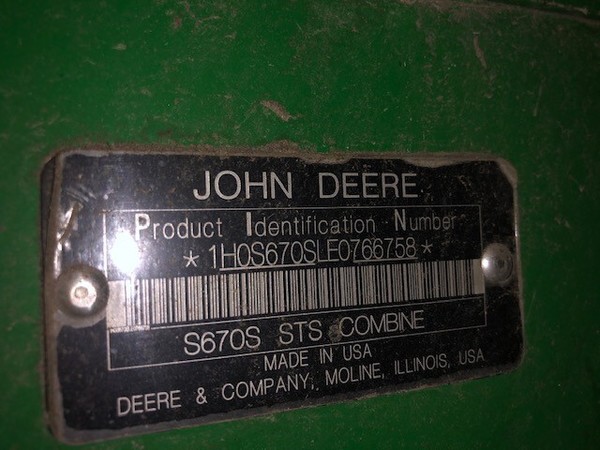 JOHN DEERE
Product Identification Number
*1H0S670SLE0766758*
S670S STS COMBINE
MADE IN USA
DEERE & COMPANY, MOLINE, ILLINOIS, USA